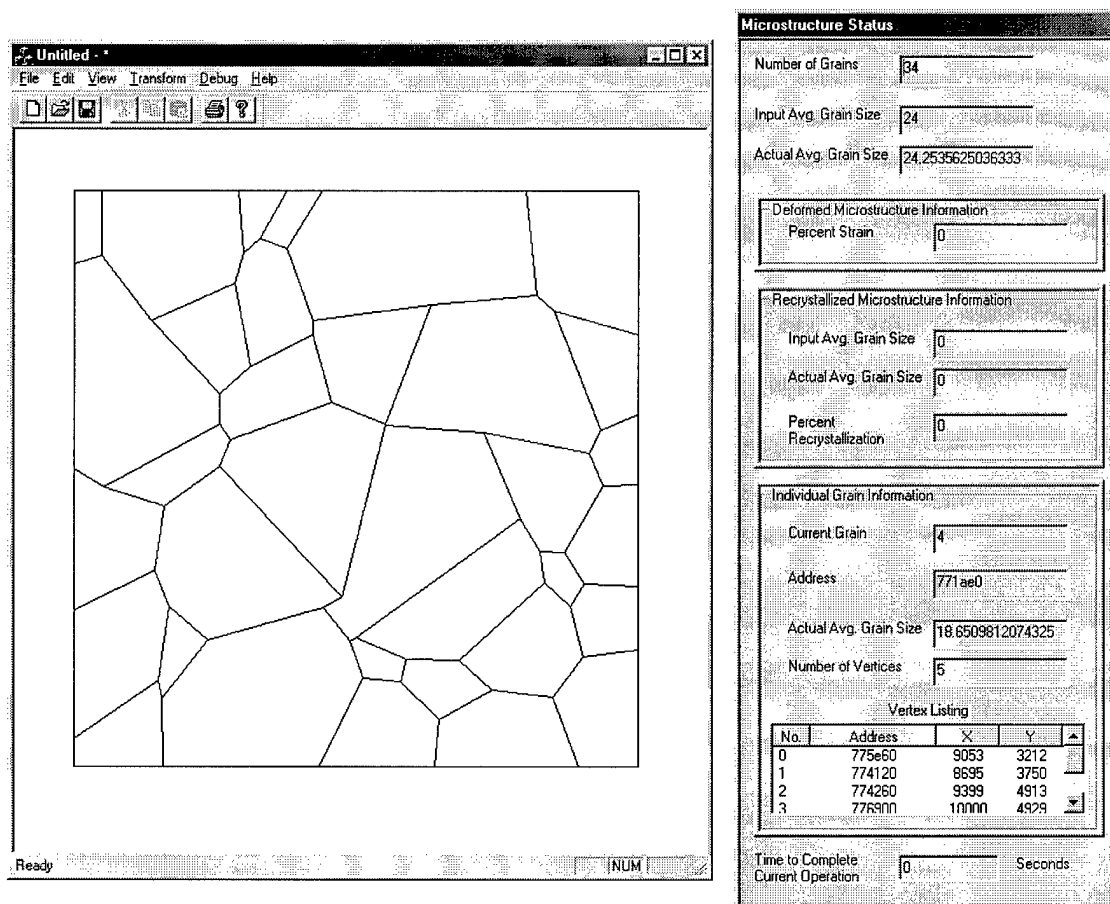 Untitled - *
File Edit View Transform Debug Help
Ready
NUM
Microstructure Status
Number of Grains 34
Input Avg. Grain Size 24
Actual Avg. Grain Size 24.2535625036333
Deformed Microstructure Information
Percent Strain 0
Recrystallized Microstructure Information
Input Avg. Grain Size 0
Actual Avg. Grain Size 0
Percent
Recrystallization 0
Individual Grain Information
Current Grain 4
Address 771ae0
Actual Avg. Grain Size 18.6509812074325
Number of Vertices 5
Vertex Listing
No. Address X Y
0 775e60 9053 3212
1 774120 8695 3750
2 774260 9399 4913
3 776900 10000 4929
Time to Complete
Current Operation 0 Seconds